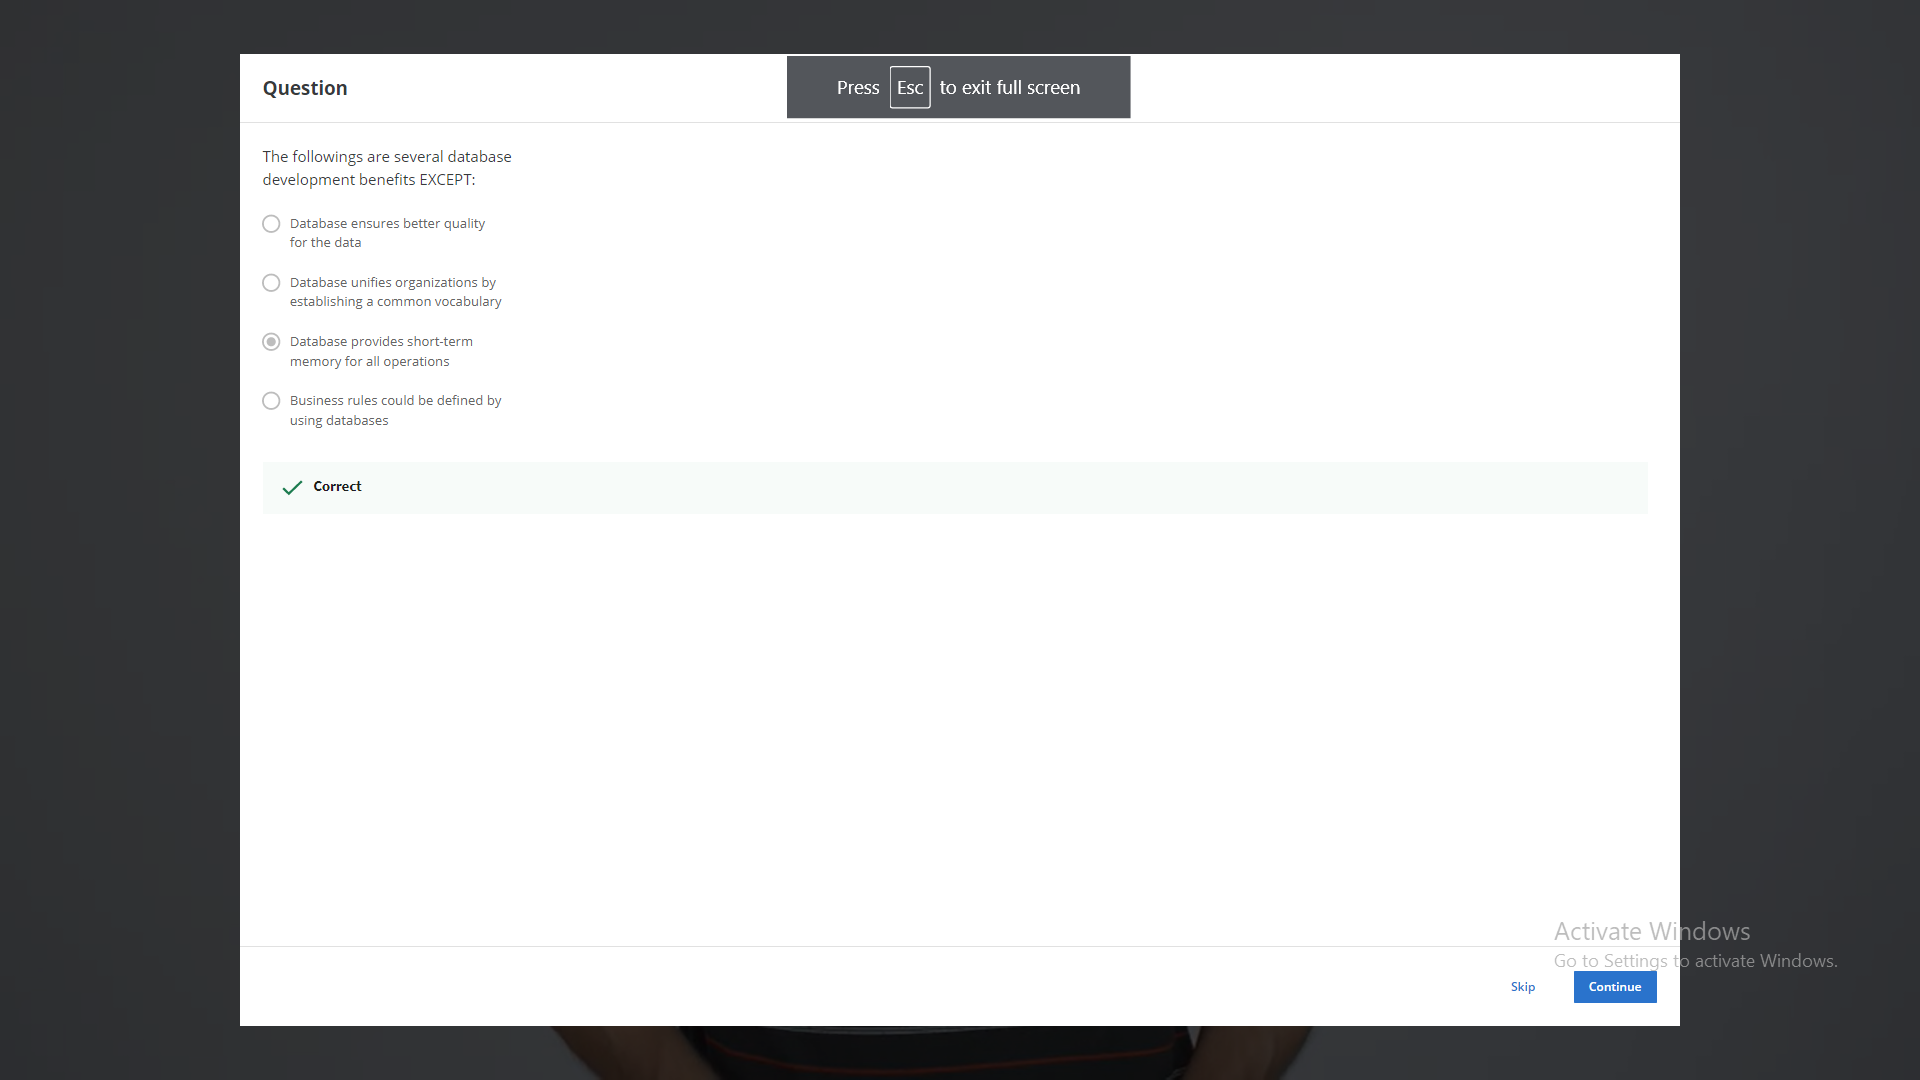 Question
Press Esc to exit full screen
The followings are several database
development benefits EXCEPT:
Database ensures better quality
for the data
Database unifies organizations by
establishing a common vocabulary
Database provides short-term
memory for all operations
Business rules could be defined by
using databases
Correct
Activate Windows
Go to Settings to activate Windows.
Skip
Continue